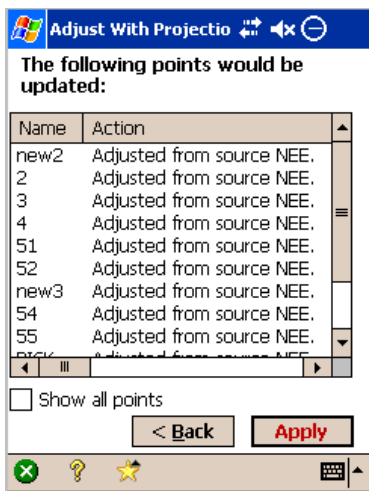 Adjust With Projectio
The following points would be
updated:
Name Action
new2 Adjusted from source NEE.
2 Adjusted from source NEE.
3 Adjusted from source NEE.
4 Adjusted from source NEE.
51 Adjusted from source NEE.
52 Adjusted from source NEE.
new3 Adjusted from source NEE.
54 Adjusted from source NEE.
55 Adjusted from source NEE.
Show all points
< Back Apply